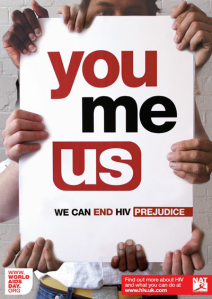 you
me
us
WE CAN END HIV PREJUDICE
WWW.
WORLD
AIDS
DAY.
ORG
Find out more about HIV
and what you can do at
www.hiv.uk.com
NAT